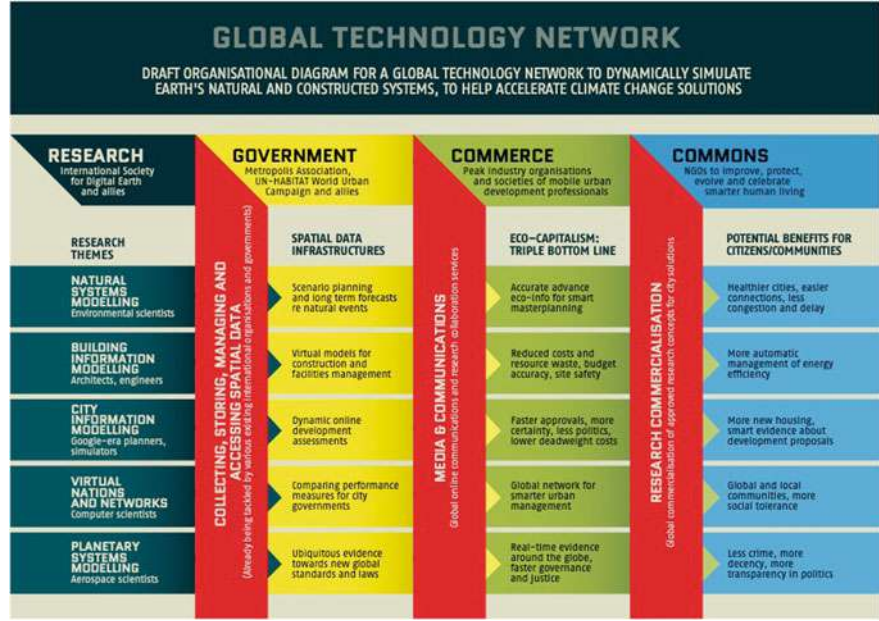 GLOBAL TECHNOLOGY NETWORK
DRAFT ORGANISATIONAL DIAGRAM FOR A GLOBAL TECHNOLOGY NETWORK TO DYNAMICALLY SIMULATE
EARTH'S NATURAL AND CONSTRUCTED SYSTEMS, TO HELP ACCELERATE CLIMATE CHANGE SOLUTIONS
RESEARCH
International Society
for Digital Earth
and allies
GOVERNMENT
Metropolis Association,
UN-HABITAT World Urban
Campaign and allies
COMMERCE
Peak industry organisations
and societies of mobile urban
development professionals
COMMONS
NGOs to improve, protect,
evolve and celebrate
smarter human living
RESEARCH
THEMES
SPATIAL DATA
INFRASTRUCTURES
ECO-CAPITALISM:
TRIPLE BOTTOM LINE
POTENTIAL BENEFITS FOR
CITIZENS/COMMUNITIES
COLLECTING, STORING, MANAGING AND
ACCESSING SPATIAL DATA
(Already being tackled by various existing international organisations and governments)
MEDIA & COMMUNICATIONS
Global online communications and research collaboration services
RESEARCH COMMERCIALISATION
Global commercialisation of approved research concepts for city solutions
NATURAL
SYSTEMS
MODELLING
Environmental scientists
Scenario planning
and long term forecasts
re natural events
Accurate advance
eco-info for smart
masterplanning
Healthier cities, easier
connections, less
congestion and delay
BUILDING
INFORMATION
MODELLING
Architects, engineers
Virtual models for
construction and
facilities management
Reduced costs and
resource waste, budget
accuracy, site safety
More automatic
management of energy
efficiency
CITY
INFORMATION
MODELLING
Google-era planners,
simulators
Dynamic online
development
assessments
Faster approvals, more
certainty, less politics,
lower deadweight costs
More new housing,
smart evidence about
development proposals
VIRTUAL
NATIONS
AND NETWORKS
Computer scientists
Comparing performance
measures for city
governments
Global network for
smarter urban
management
Global and local
communities, more
social tolerance
PLANETARY
SYSTEMS
MODELLING
Aerospace scientists
Ubiquitous evidence
towards new global
standards and laws
Real-time evidence
around the globe,
faster governance
and justice
Less crime, more
decency, more
transparency in politics